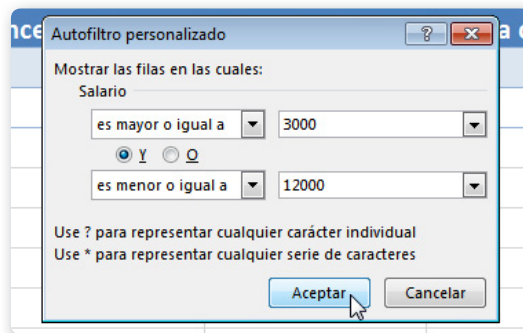 Autofiltro personalizado
Mostrar las filas en las cuales:
Salario
es mayor o igual a 3000
Y O
es menor o igual a 12000
Use ? para representar cualquier carácter individual
Use * para representar cualquier serie de caracteres
Aceptar Cancelar